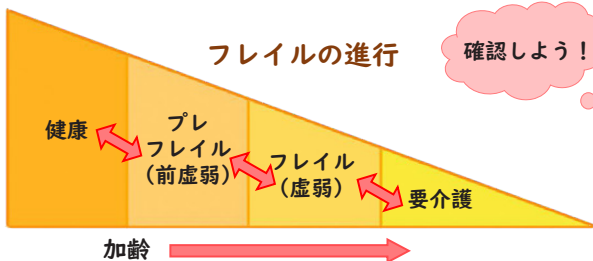 フレイルの進行
確認しよう！
健康
プレ
フレイル
（前虚弱）
フレイル
（虚弱）
要介護
加齢